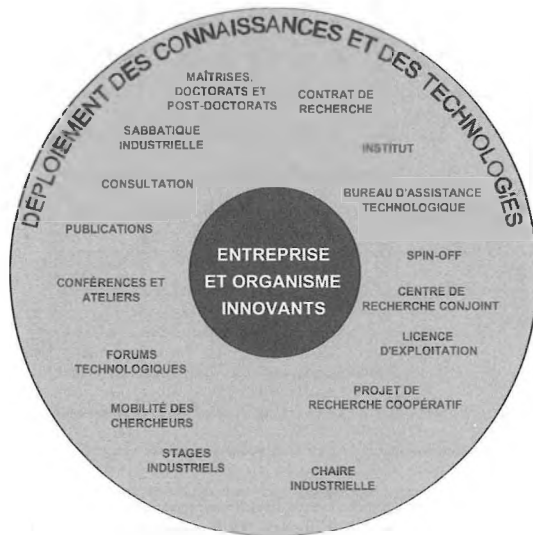 DÉPLOIEMENT DES CONNAISSANCES ET DES TECHNOLOGIES
MAÎTRISES,
DOCTORATS ET
POST-DOCTORATS
CONTRAT DE
RECHERCHE
SABBATIQUE
INDUSTRIELLE
INSTITUT
CONSULTATION
BUREAU D'ASSISTANCE
TECHNOLOGIQUE
PUBLICATIONS
ENTREPRISE
ET ORGANISME
INNOVANTS
SPIN-OFF
CONFÉRENCES ET
ATELIERS
CENTRE DE
RECHERCHE CONJOINT
LICENCE
D'EXPLOITATION
FORUMS
TECHNOLOGIQUES
PROJET DE
RECHERCHE COOPÉRATIF
MOBILITÉ DES
CHERCHEURS
STAGES
INDUSTRIELS
CHAIRE
INDUSTRIELLE